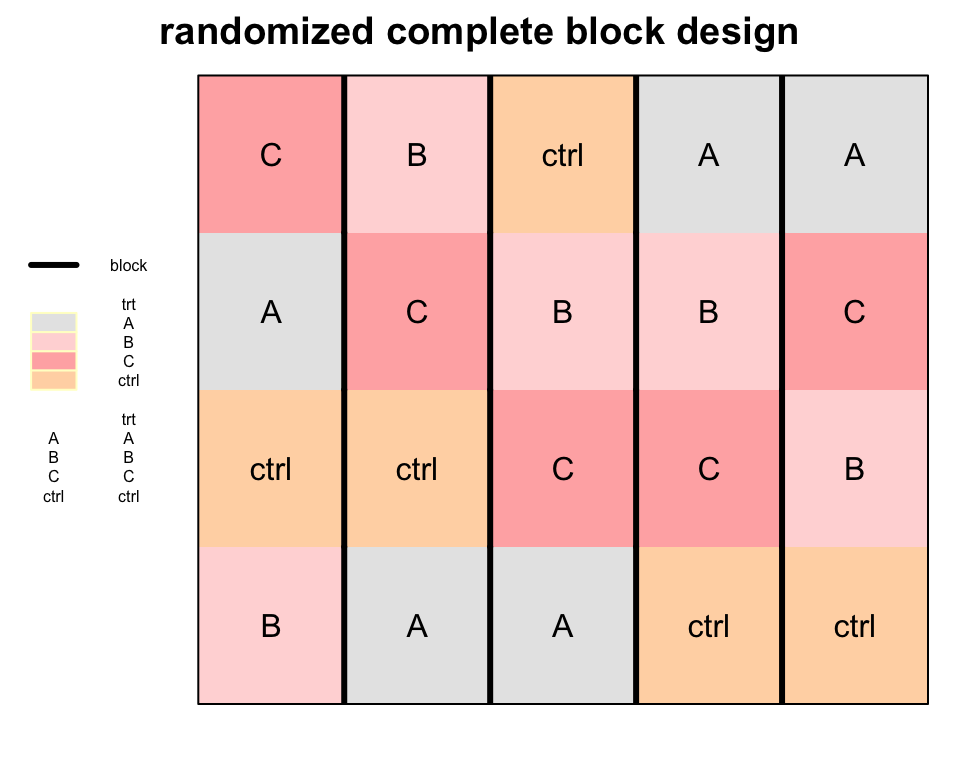 randomized complete block design
C B ctrl A A
A C B B C
ctrl ctrl C C B
B A A ctrl ctrl
block
trt
A
B
C
ctrl
trt
A A
B B
C C
ctrl ctrl